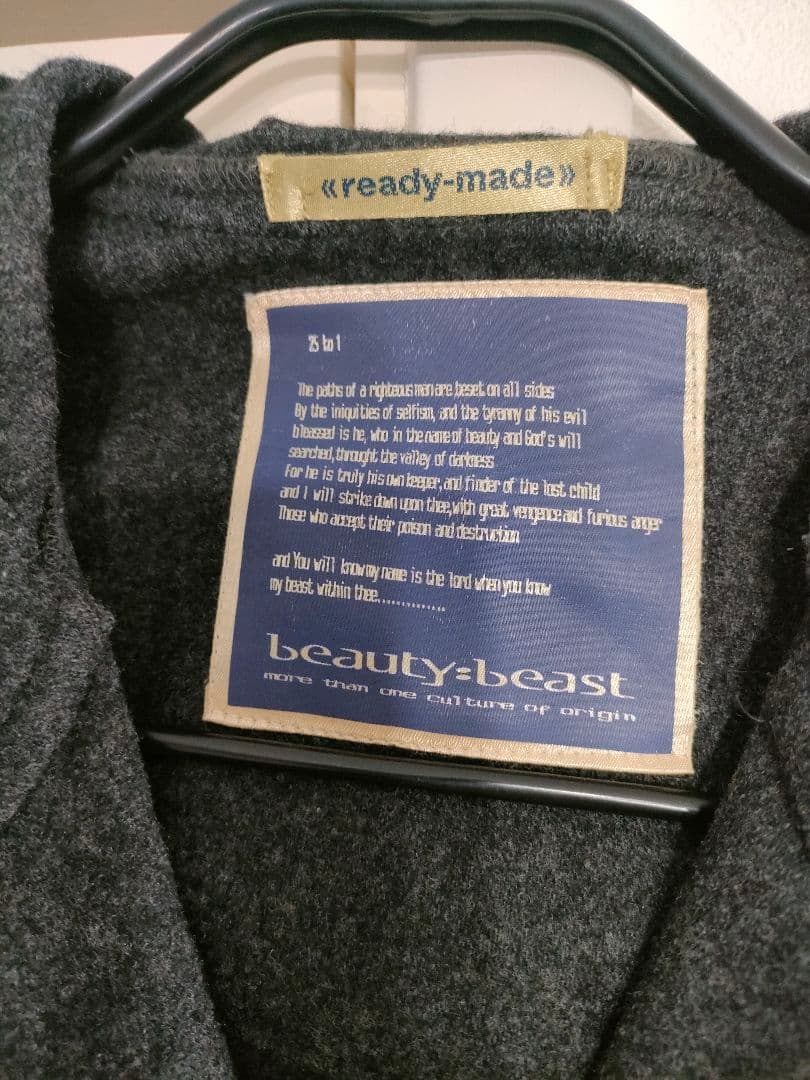 «ready-made»
25 to 1
The paths of a righteous man are beset on all sides
By the iniquities of selfism, and the tyranny of his evil
bleassed is he, who in the name of beauty and God's will
searched, throught the valley of darkness
For he is truly his own keeper, and finder of the lost child
and I will strike down upon thee, with great vengence and furious anger
Those who accept their poison and destruction
and You will know my name is the lord when you know
my beast within thee..............
beauty:beast
more than one culture of origin